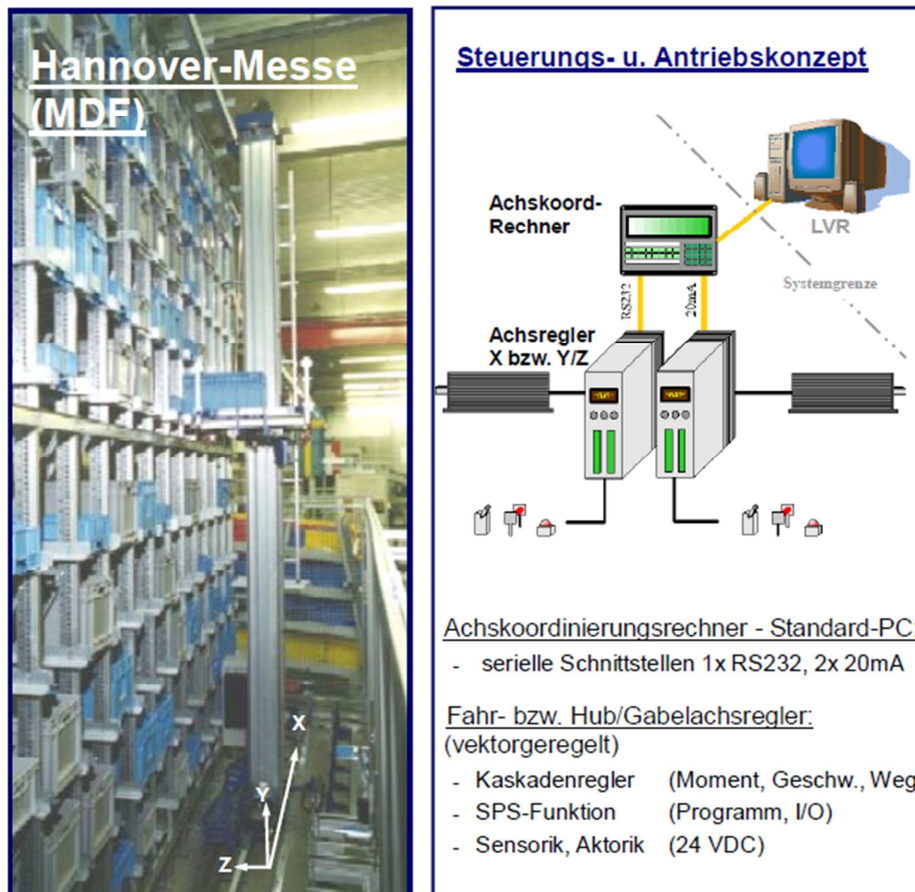 Hannover-Messe
(MDF)
X
Y
Z
Steuerungs- u. Antriebskonzept
LVR
Achskoord-
Rechner
Systemgrenze
RS232
20mA
Achsregler
X bzw. Y/Z
Achskoordinierungsrechner - Standard-PC:
- serielle Schnittstellen 1x RS232, 2x 20mA
Fahr- bzw. Hub/Gabelachsregler:
(vektorgeregelt)
- Kaskadenregler (Moment, Geschw., Weg
- SPS-Funktion (Programm, I/O)
- Sensorik, Aktorik (24 VDC)